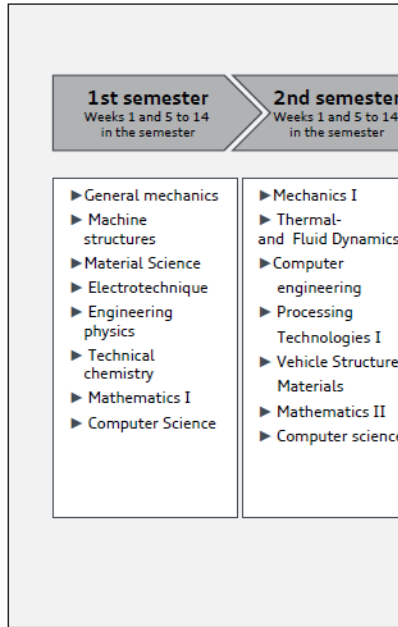 1st semester
Weeks 1 and 5 to 14
in the semester
2nd semester
Weeks 1 and 5 to 14
in the semester
▶General mechanics
▶ Machine
structures
▶Material Science
▶ Electrotechnique
▶ Engineering
physics
▶ Technical
chemistry
▶ Mathematics I
▶ Computer Science
▶Mechanics I
▶ Thermal-
and Fluid Dynamics
▶Computer
engineering
▶ Processing
Technologies I
▶ Vehicle Structure
Materials
▶ Mathematics II
▶ Computer science